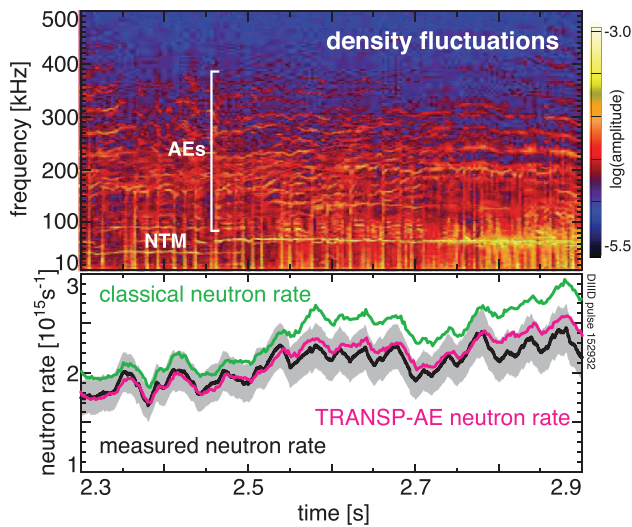 density fluctuations
frequency [kHz]
500
400
300
200
100
10
AEs
NTM
-3.0
log(amplitude)
-5.5
neutron rate [10¹⁵s⁻¹]
3
2
1
classical neutron rate
TRANSP-AE neutron rate
measured neutron rate
DIIID pulse 152932
2.3
2.5
2.7
2.9
time [s]